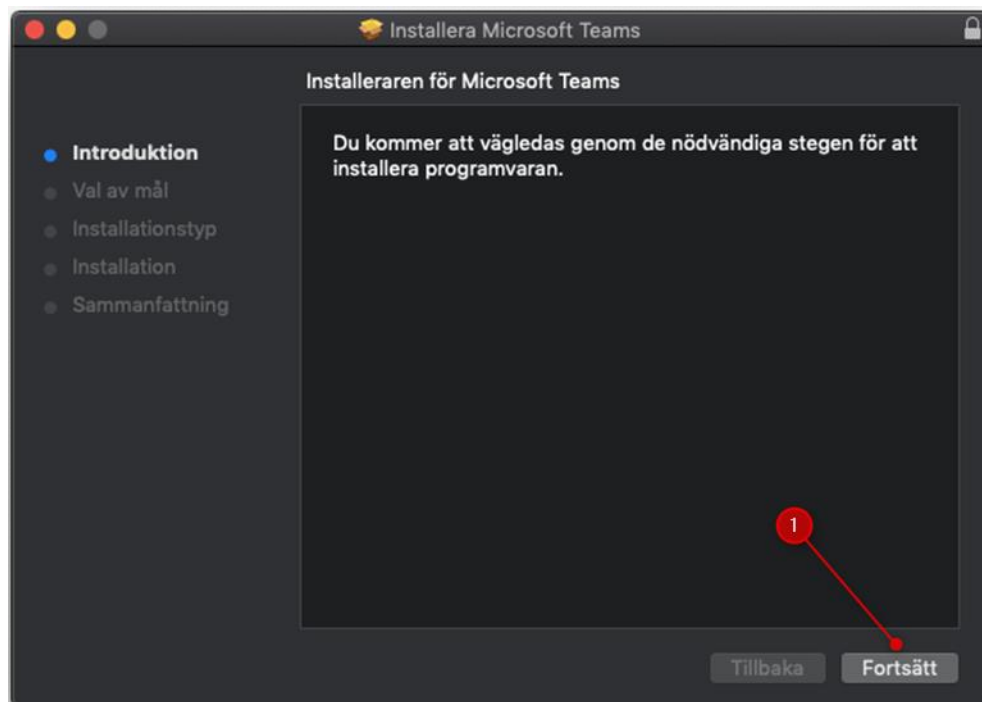 Installera Microsoft Teams
Installeraren för Microsoft Teams
Introduktion
Val av mål
Installationstyp
Installation
Sammanfattning
Du kommer att vägledas genom de nödvändiga stegen för att
installera programvaran.
1
Tillbaka
Fortsätt